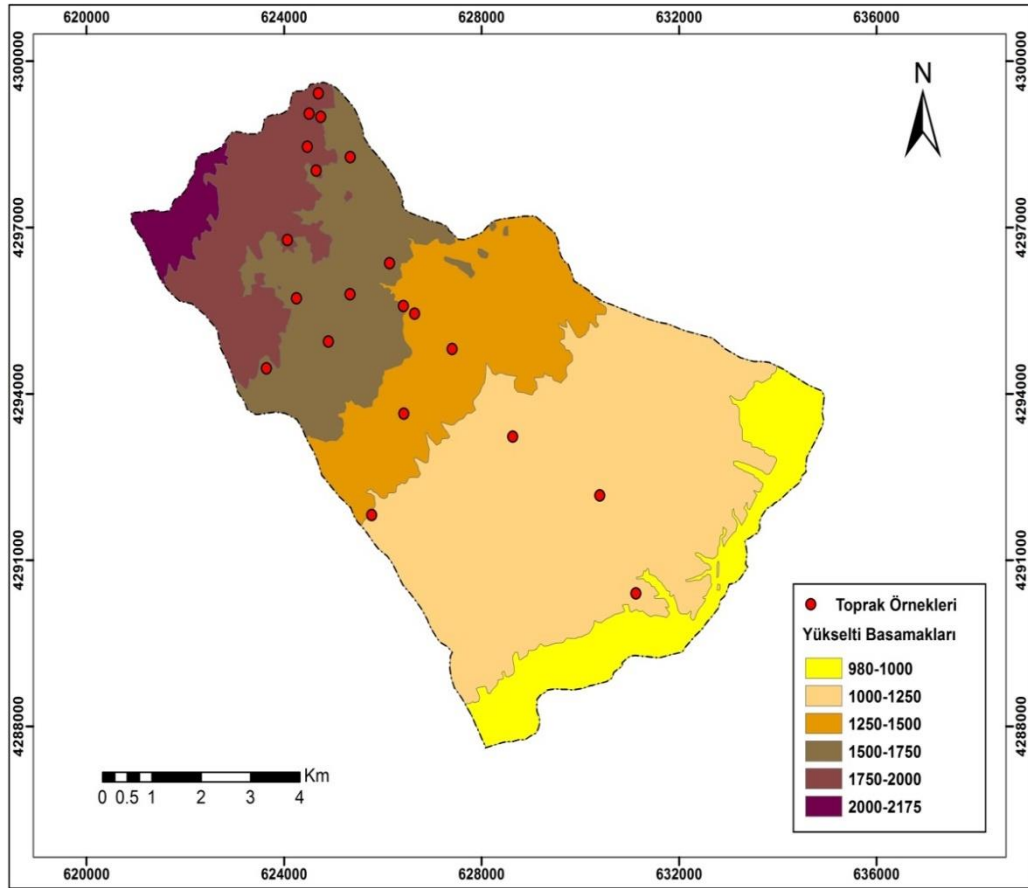 620000 624000 628000 632000 636000
4300000 4300000
N
4297000 4297000
4294000 4294000
4291000 4291000
Toprak Örnekleri
Yükselti Basamakları
980-1000
1000-1250
1250-1500
1500-1750
1750-2000
2000-2175
4288000 4288000
Km
0 0.5 1 2 3 4
620000 624000 628000 632000 636000